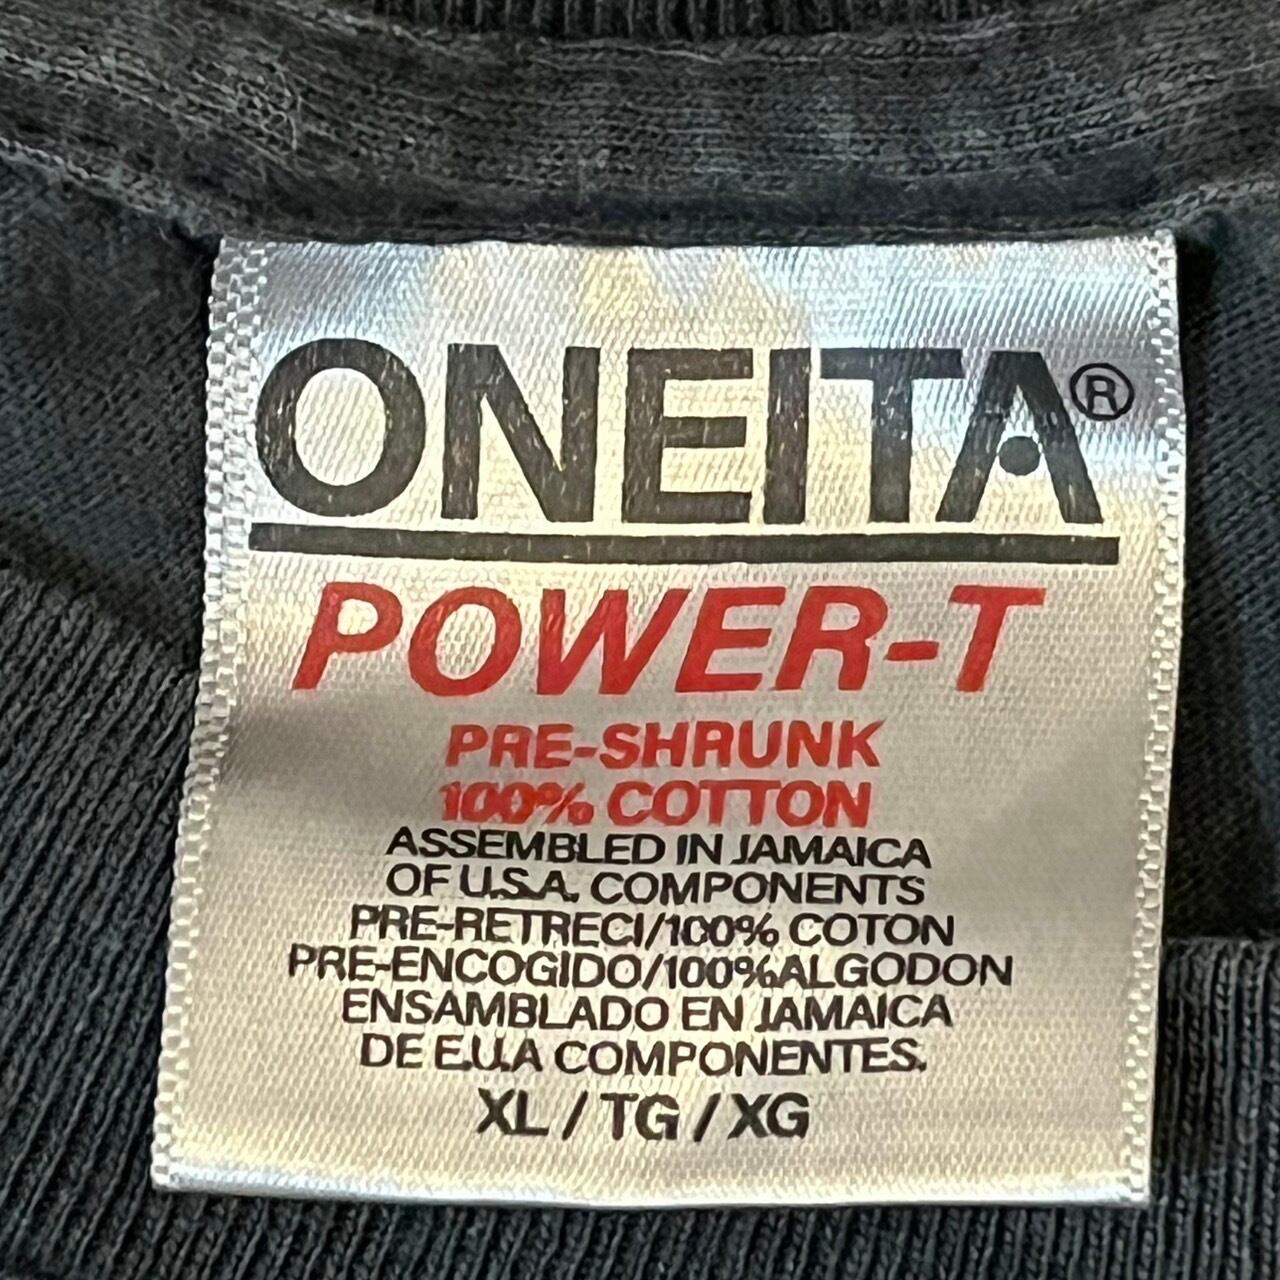 ONEITA®
POWER-T
PRE-SHRUNK
100% COTTON
ASSEMBLED IN JAMAICA
OF U.S.A. COMPONENTS
PRE-RETRECI/100% COTON
PRE-ENCOGIDO/100%ALGODON
ENSAMBLADO EN JAMAICA
DE E.U.A COMPONENTES.
XL / TG / XG